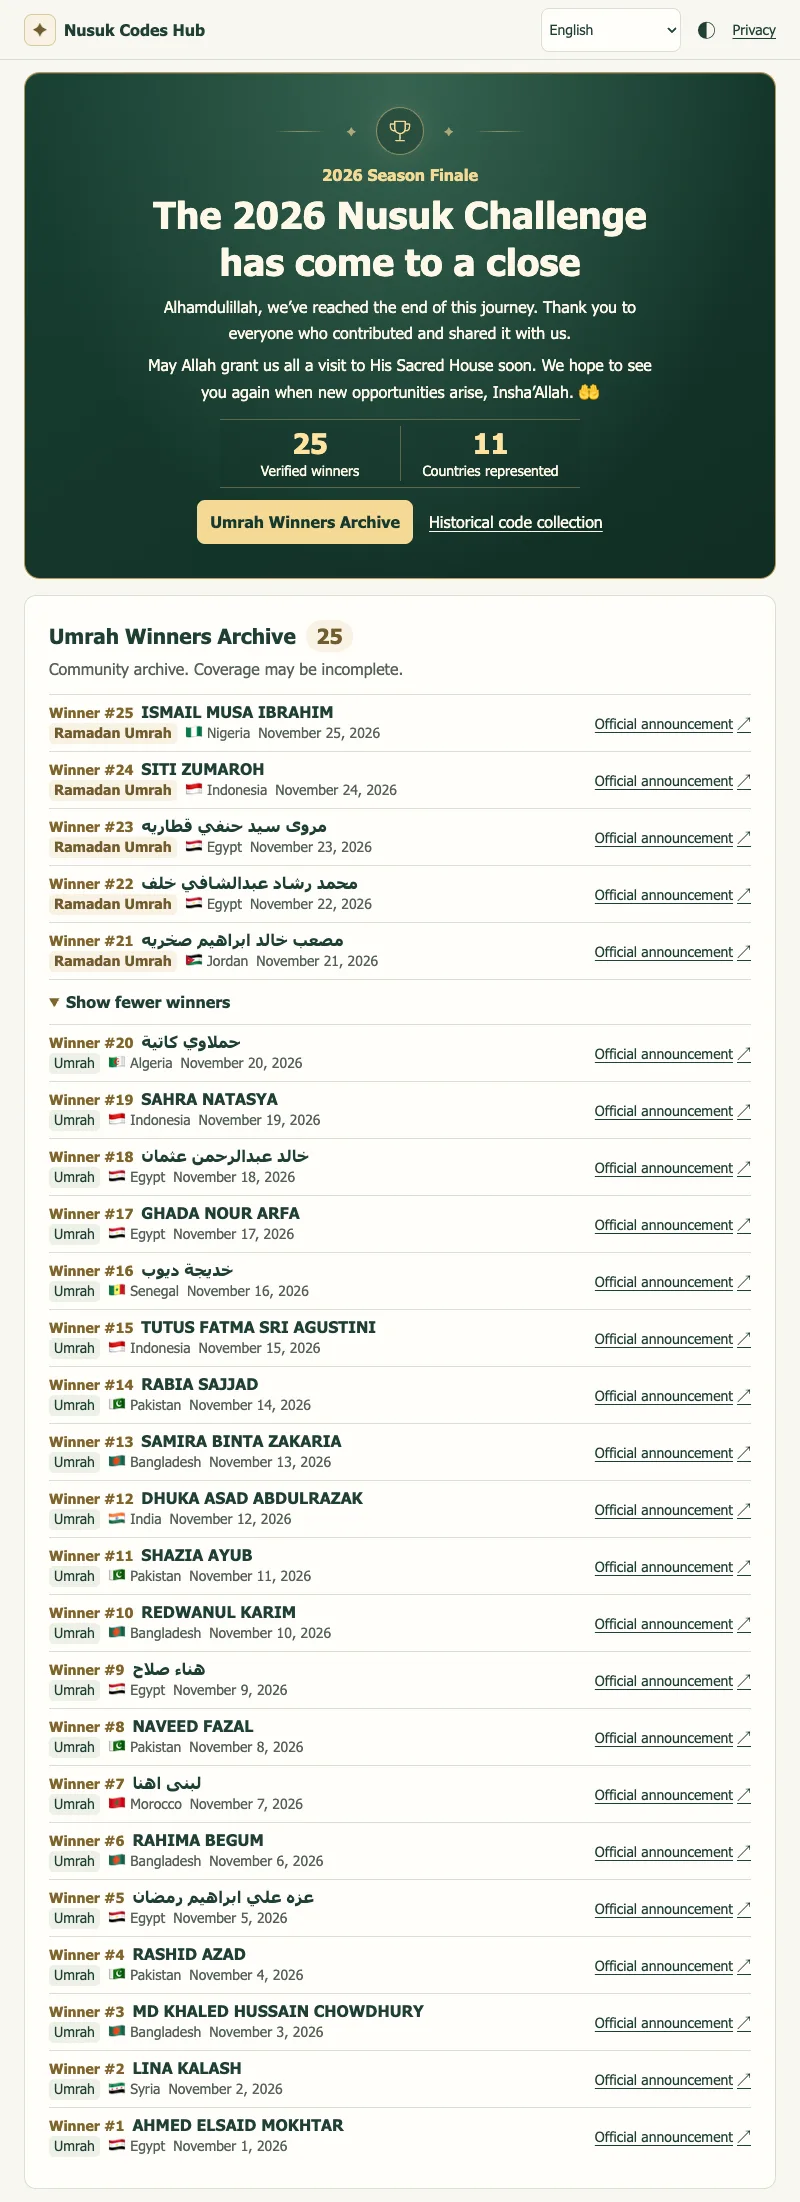 Nusuk Codes Hub
English
Privacy
2026 Season Finale
The 2026 Nusuk Challenge
has come to a close
Alhamdulillah, we’ve reached the end of this journey. Thank you to
everyone who contributed and shared it with us.
May Allah grant us all a visit to His Sacred House soon. We hope to see
you again when new opportunities arise, Insha’Allah. 🤲
25
Verified winners
11
Countries represented
Umrah Winners Archive
Historical code collection
Umrah Winners Archive 25
Community archive. Coverage may be incomplete.
Winner #25 ISMAIL MUSA IBRAHIM
Ramadan Umrah 🇳🇬 Nigeria November 25, 2026
Official announcement ↗
Winner #24 SITI ZUMAROH
Ramadan Umrah 🇮🇩 Indonesia November 24, 2026
Official announcement ↗
Winner #23 مروى سيد حنفي قطاريه
Ramadan Umrah 🇪🇬 Egypt November 23, 2026
Official announcement ↗
Winner #22 محمد رشاد عبدالشافي خلف
Ramadan Umrah 🇪🇬 Egypt November 22, 2026
Official announcement ↗
Winner #21 مصعب خالد ابراهيم صخريه
Ramadan Umrah 🇯🇴 Jordan November 21, 2026
Official announcement ↗
▼ Show fewer winners
Winner #20 حملاوي كاتية
Umrah 🇩🇿 Algeria November 20, 2026
Official announcement ↗
Winner #19 SAHRA NATASYA
Umrah 🇮🇩 Indonesia November 19, 2026
Official announcement ↗
Winner #18 خالد عبدالرحمن عثمان
Umrah 🇪🇬 Egypt November 18, 2026
Official announcement ↗
Winner #17 GHADA NOUR ARFA
Umrah 🇪🇬 Egypt November 17, 2026
Official announcement ↗
Winner #16 خديجة ديوب
Umrah 🇸🇳 Senegal November 16, 2026
Official announcement ↗
Winner #15 TUTUS FATMA SRI AGUSTINI
Umrah 🇮🇩 Indonesia November 15, 2026
Official announcement ↗
Winner #14 RABIA SAJJAD
Umrah 🇵🇰 Pakistan November 14, 2026
Official announcement ↗
Winner #13 SAMIRA BINTA ZAKARIA
Umrah 🇧🇩 Bangladesh November 13, 2026
Official announcement ↗
Winner #12 DHUKA ASAD ABDULRAZAK
Umrah 🇮🇳 India November 12, 2026
Official announcement ↗
Winner #11 SHAZIA AYUB
Umrah 🇵🇰 Pakistan November 11, 2026
Official announcement ↗
Winner #10 REDWANUL KARIM
Umrah 🇧🇩 Bangladesh November 10, 2026
Official announcement ↗
Winner #9 هناء صلاح
Umrah 🇪🇬 Egypt November 9, 2026
Official announcement ↗
Winner #8 NAVEED FAZAL
Umrah 🇵🇰 Pakistan November 8, 2026
Official announcement ↗
Winner #7 لبنى اهنا
Umrah 🇲🇦 Morocco November 7, 2026
Official announcement ↗
Winner #6 RAHIMA BEGUM
Umrah 🇧🇩 Bangladesh November 6, 2026
Official announcement ↗
Winner #5 عزه علي ابراهيم رمضان
Umrah 🇪🇬 Egypt November 5, 2026
Official announcement ↗
Winner #4 RASHID AZAD
Umrah 🇵🇰 Pakistan November 4, 2026
Official announcement ↗
Winner #3 MD KHALED HUSSAIN CHOWDHURY
Umrah 🇧🇩 Bangladesh November 3, 2026
Official announcement ↗
Winner #2 LINA KALASH
Umrah 🇸🇾 Syria November 2, 2026
Official announcement ↗
Winner #1 AHMED ELSAID MOKHTAR
Umrah 🇪🇬 Egypt November 1, 2026
Official announcement ↗